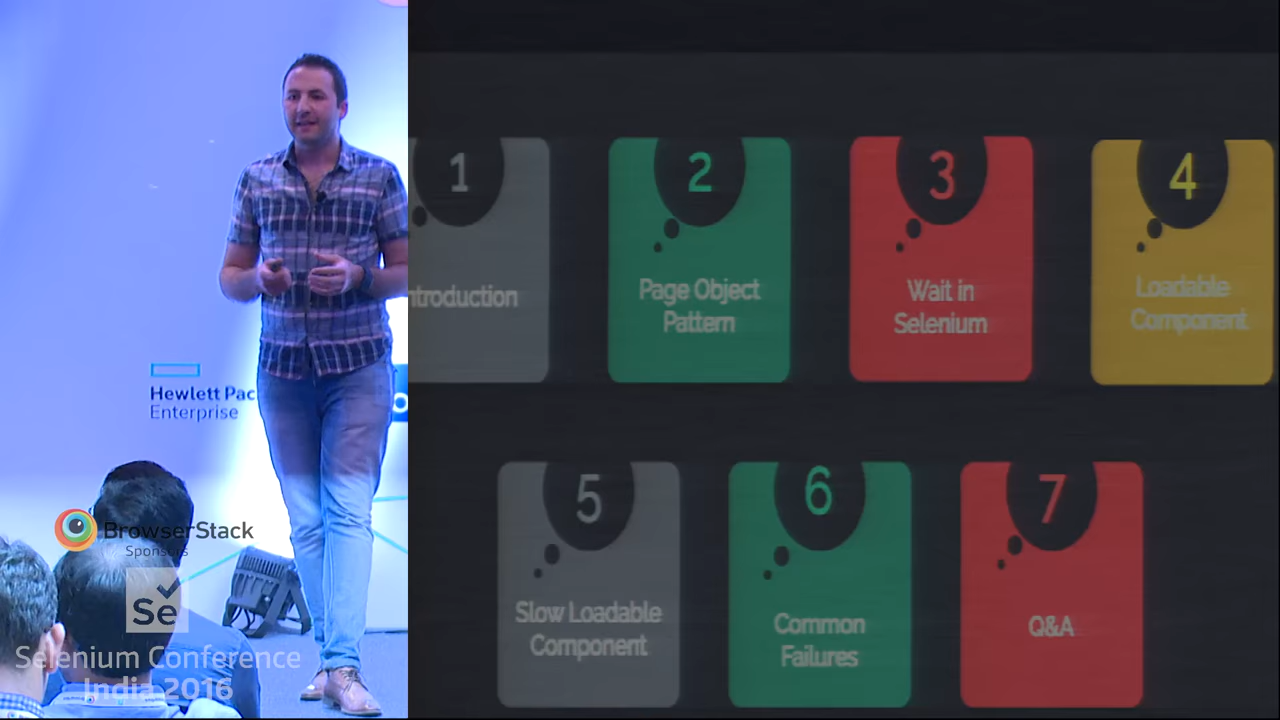 Hewlett Pac
Enterprise
BrowserStack
Sponsors
Se
Selenium Conference
India 2016
1
ntroduction
2
Page Object
Pattern
3
Wait in
Selenium
4
Loadable
Component
5
Slow Loadable
Component
6
Common
Failures
7
Q&A